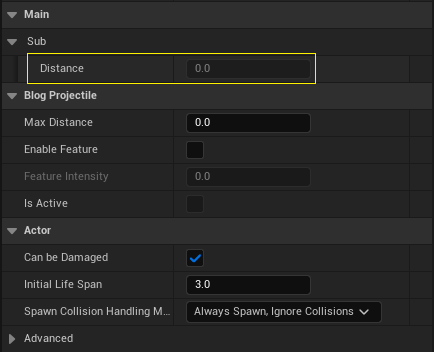 Main
Sub
Distance 0.0
Blog Projectile
Max Distance 0.0
Enable Feature
Feature Intensity 0.0
Is Active
Actor
Can be Damaged
Initial Life Span 3.0
Spawn Collision Handling M... Always Spawn, Ignore Collisions
Advanced